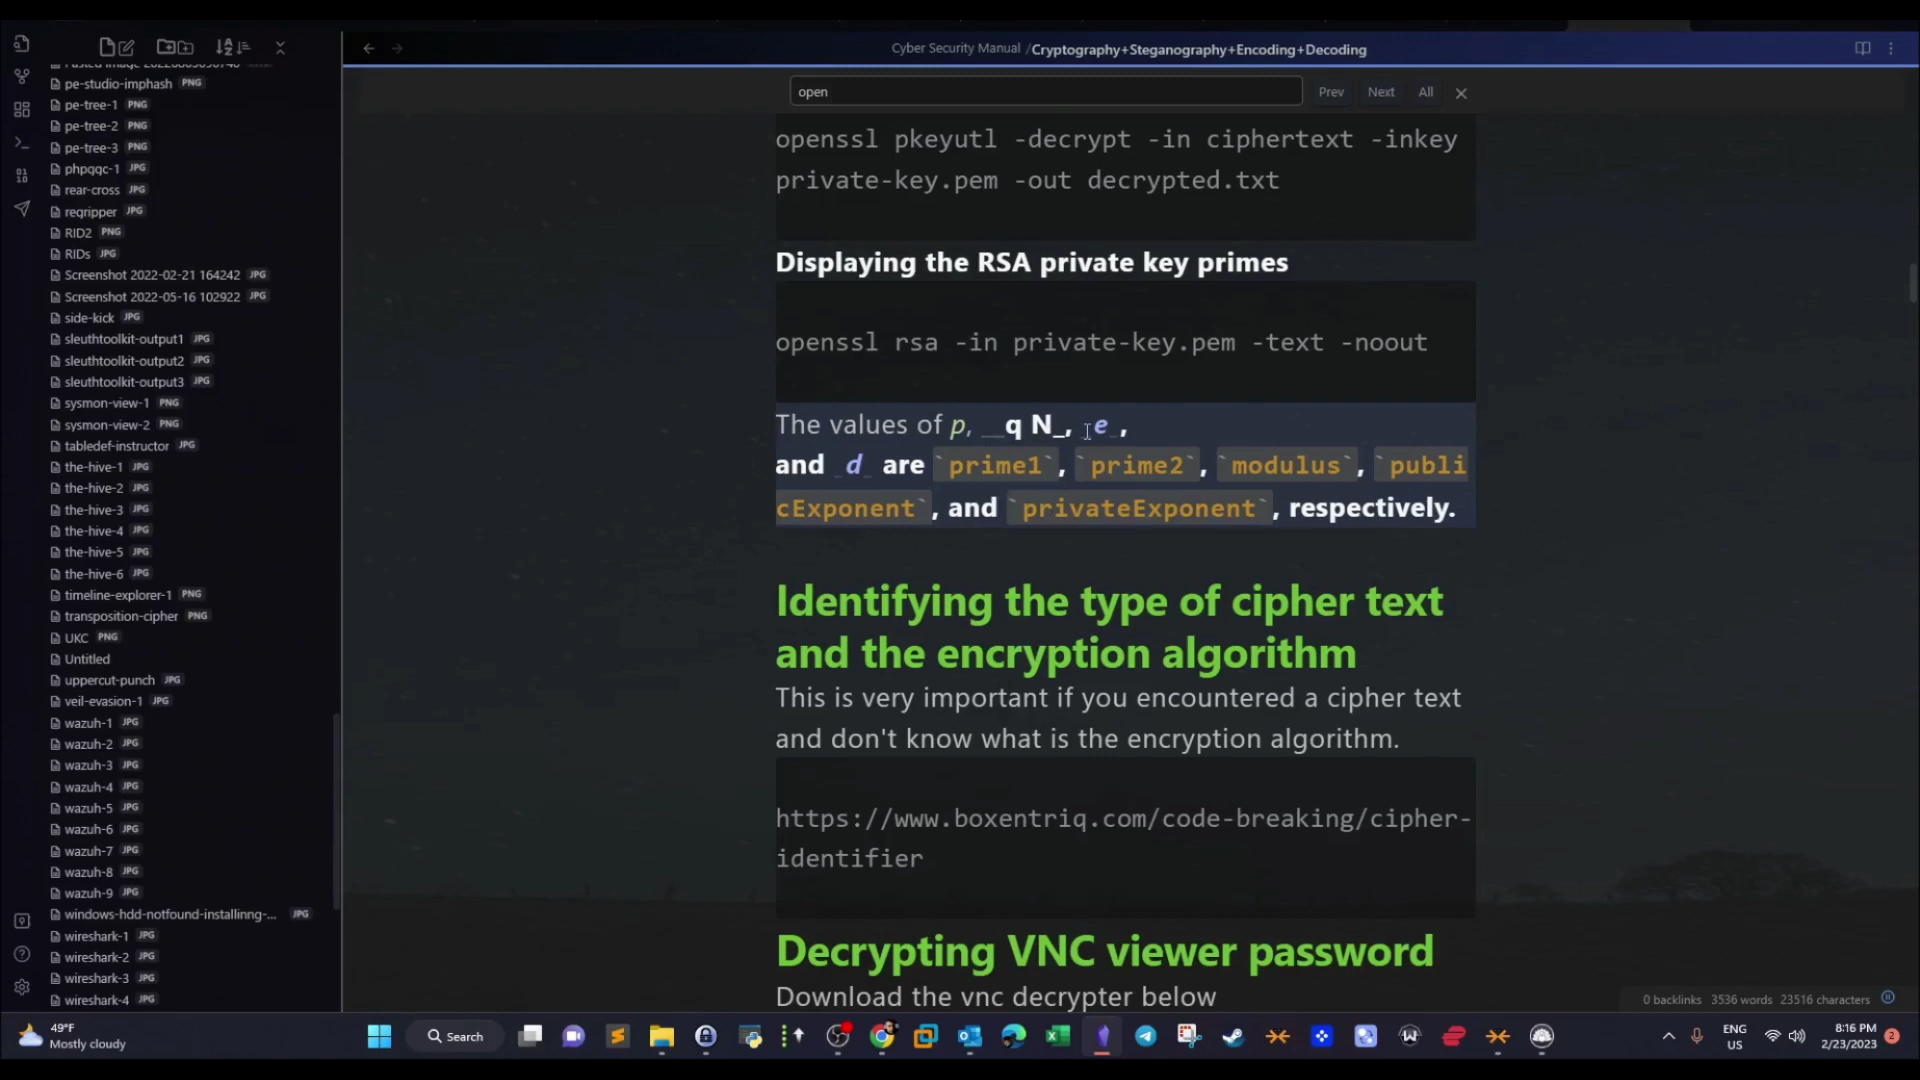 Cyber Security Manual / Cryptography+Steganography+Encoding+Decoding
open
Prev Next All
pe-studio-imphash PNG
pe-tree-1 PNG
pe-tree-2 PNG
pe-tree-3 PNG
phpqqc-1 JPG
rear-cross JPG
reqripper JPG
RID2 PNG
RIDs JPG
Screenshot 2022-02-21 164242 JPG
Screenshot 2022-05-16 102922 JPG
side-kick JPG
sleuthtoolkit-output1 JPG
sleuthtoolkit-output2 JPG
sleuthtoolkit-output3 JPG
sysmon-view-1 PNG
sysmon-view-2 PNG
tabledef-instructor JPG
the-hive-1 JPG
the-hive-2 JPG
the-hive-3 JPG
the-hive-4 JPG
the-hive-5 JPG
the-hive-6 JPG
timeline-explorer-1 PNG
transposition-cipher PNG
UKC PNG
Untitled
uppercut-punch JPG
veil-evasion-1 JPG
wazuh-1 JPG
wazuh-2 JPG
wazuh-3 JPG
wazuh-4 JPG
wazuh-5 JPG
wazuh-6 JPG
wazuh-7 JPG
wazuh-8 JPG
wazuh-9 JPG
windows-hdd-notfound-installinng-... JPG
wireshark-1 JPG
wireshark-2 JPG
wireshark-3 JPG
wireshark-4 JPG
openssl pkeyutl -decrypt -in ciphertext -inkey
private-key.pem -out decrypted.txt
Displaying the RSA private key primes
openssl rsa -in private-key.pem -text -noout
The values of p, __q N_, _e_,
and _d_ are `prime1`, `prime2`, `modulus`, `publi
cExponent`, and `privateExponent`, respectively.
Identifying the type of cipher text
and the encryption algorithm
This is very important if you encountered a cipher text
and don't know what is the encryption algorithm.
https://www.boxentriq.com/code-breaking/cipher-
identifier
Decrypting VNC viewer password
Download the vnc decrypter below
0 backlinks 3536 words 23516 characters
49°F
Mostly cloudy
Search
ENG
US
8:16 PM
2/23/2023
2